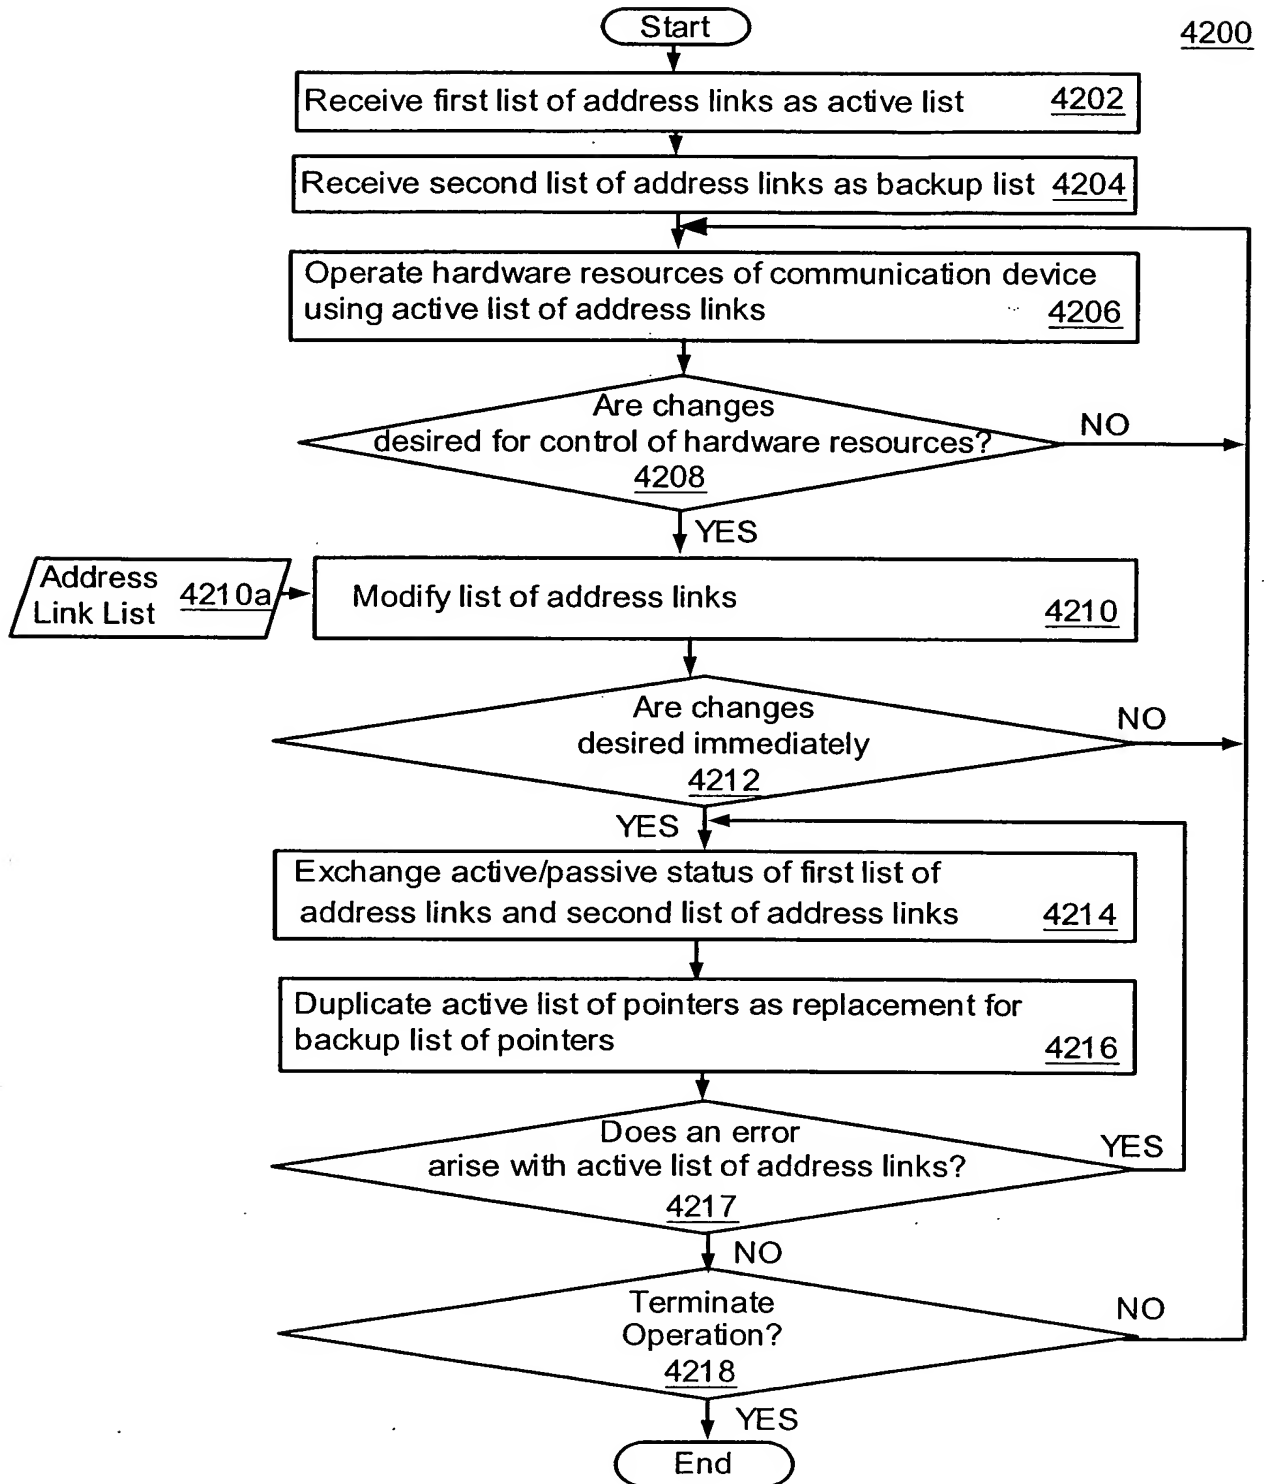 Start
4200
Receive first list of address links as active list 4202
Receive second list of address links as backup list 4204
Operate hardware resources of communication device
using active list of address links 4206
Are changes
desired for control of hardware resources?
4208
NO
YES
Address
Link List 4210a
Modify list of address links 4210
Are changes
desired immediately
4212
NO
YES
Exchange active/passive status of first list of
address links and second list of address links 4214
Duplicate active list of pointers as replacement for
backup list of pointers 4216
Does an error
arise with active list of address links?
4217
YES
NO
Terminate
Operation?
4218
NO
YES
End